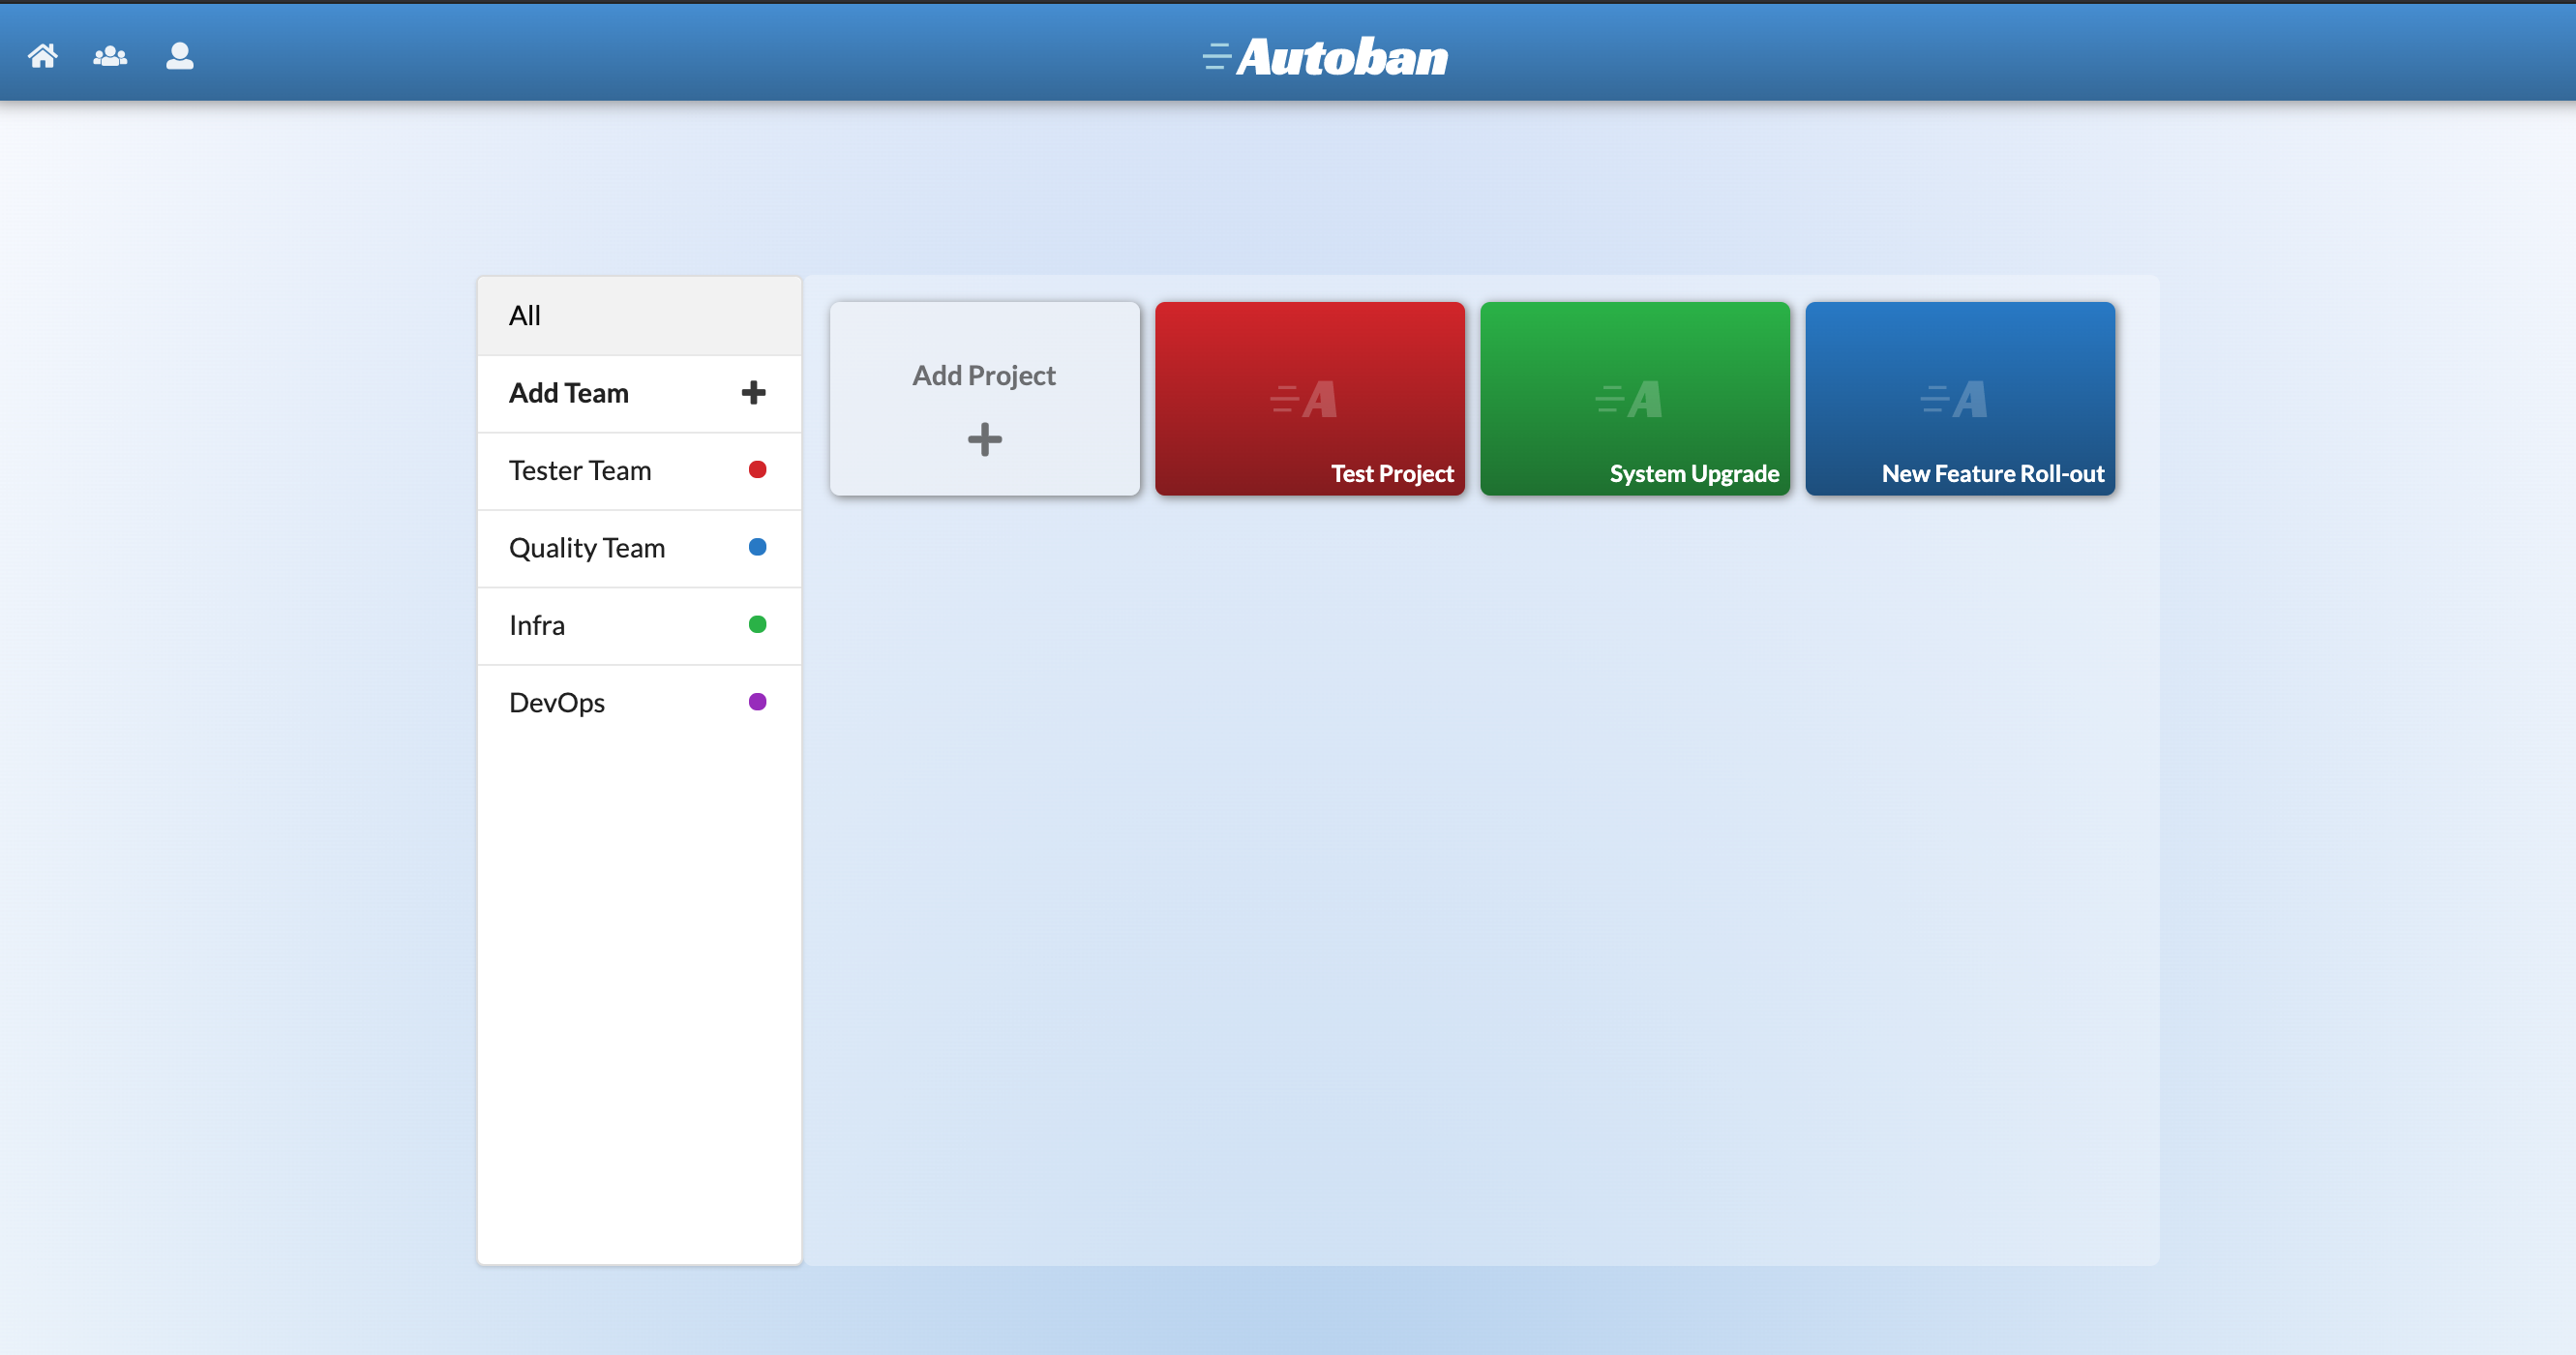 Autoban
All
Add Team
Tester Team
Quality Team
Infra
DevOps
Add Project
A
Test Project
A
System Upgrade
A
New Feature Roll-out